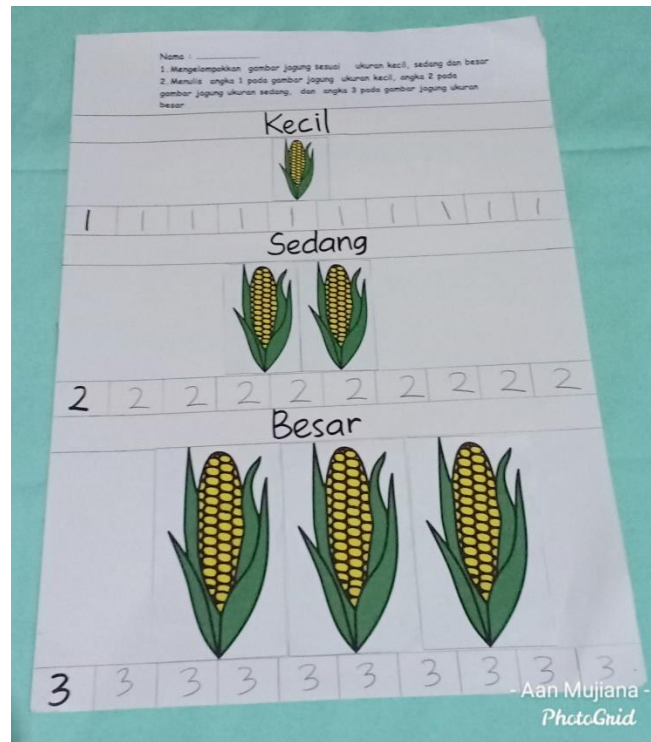 Nama : ____________
1. Mengelompokkan gambar jagung sesuai ukuran kecil, sedang dan besar
2. Menulis angka 1 pada gambar jagung ukuran kecil, angka 2 pada
gambar jagung ukuran sedang, dan angka 3 pada gambar jagung ukuran
besar
Kecil
1 1 1 1 1 1 1 1 1 1
Sedang
2 2 2 2 2 2 2 2 2 2
Besar
3 3 3 3 3 3 3 3 3 3
- Aan Mujiana -
PhotoGrid